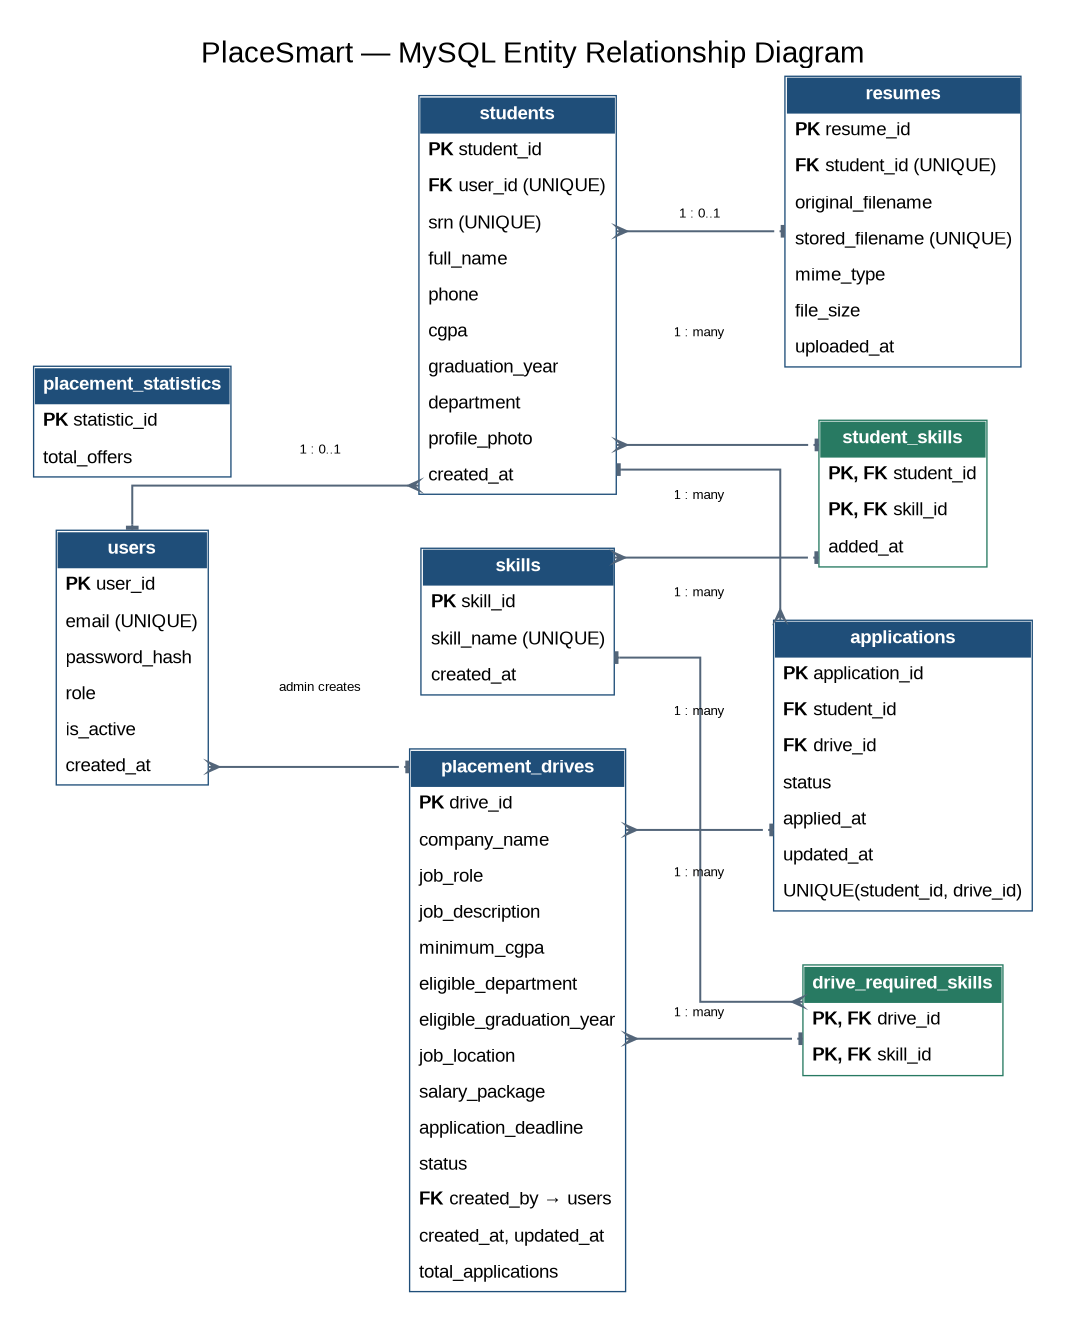 PlaceSmart — MySQL Entity Relationship Diagram
students
PK student_id
FK user_id (UNIQUE)
srn (UNIQUE)
full_name
phone
cgpa
graduation_year
department
profile_photo
created_at
resumes
PK resume_id
FK student_id (UNIQUE)
original_filename
stored_filename (UNIQUE)
mime_type
file_size
uploaded_at
1 : 0..1
1 : many
placement_statistics
PK statistic_id
total_offers
1 : 0..1
student_skills
PK, FK student_id
PK, FK skill_id
added_at
1 : many
users
PK user_id
email (UNIQUE)
password_hash
role
is_active
created_at
skills
PK skill_id
skill_name (UNIQUE)
created_at
1 : many
admin creates
1 : many
applications
PK application_id
FK student_id
FK drive_id
status
applied_at
updated_at
UNIQUE(student_id, drive_id)
placement_drives
PK drive_id
company_name
job_role
job_description
minimum_cgpa
eligible_department
eligible_graduation_year
job_location
salary_package
application_deadline
status
FK created_by → users
created_at, updated_at
total_applications
1 : many
1 : many
drive_required_skills
PK, FK drive_id
PK, FK skill_id